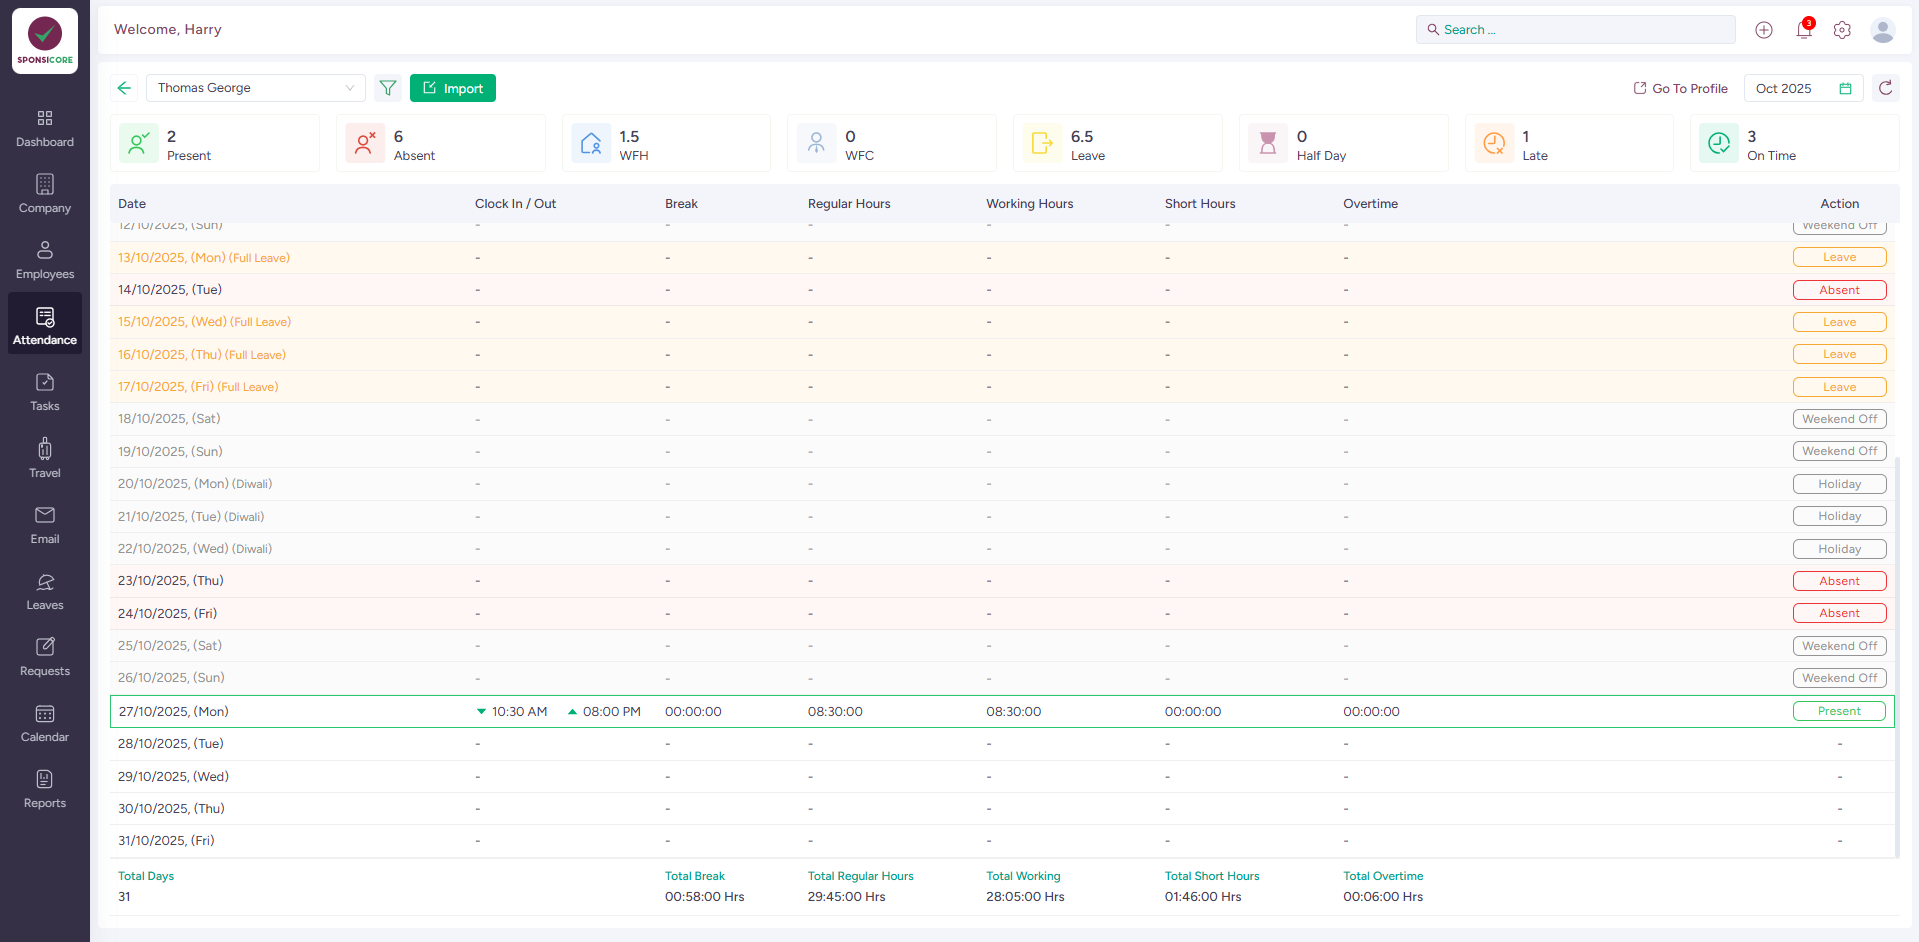 SPONSICORE
Welcome, Harry
Search ...
3
Dashboard
Company
Employees
Attendance
Tasks
Travel
Email
Leaves
Requests
Calendar
Reports
Thomas George
Import
Go To Profile
Oct 2025
2 Present
6 Absent
1.5 WFH
0 WFC
6.5 Leave
0 Half Day
1 Late
3 On Time
Date Clock In / Out Break Regular Hours Working Hours Short Hours Overtime Action
12/10/2025, (Sun) - - - - - - Weekend Off
13/10/2025, (Mon) (Full Leave) - - - - - - Leave
14/10/2025, (Tue) - - - - - - Absent
15/10/2025, (Wed) (Full Leave) - - - - - - Leave
16/10/2025, (Thu) (Full Leave) - - - - - - Leave
17/10/2025, (Fri) (Full Leave) - - - - - - Leave
18/10/2025, (Sat) - - - - - - Weekend Off
19/10/2025, (Sun) - - - - - - Weekend Off
20/10/2025, (Mon) (Diwali) - - - - - - Holiday
21/10/2025, (Tue) (Diwali) - - - - - - Holiday
22/10/2025, (Wed) (Diwali) - - - - - - Holiday
23/10/2025, (Thu) - - - - - - Absent
24/10/2025, (Fri) - - - - - - Absent
25/10/2025, (Sat) - - - - - - Weekend Off
26/10/2025, (Sun) - - - - - - Weekend Off
27/10/2025, (Mon) 10:30 AM 08:00 PM 00:00:00 08:30:00 08:30:00 00:00:00 00:00:00 Present
28/10/2025, (Tue) - - - - - - -
29/10/2025, (Wed) - - - - - - -
30/10/2025, (Thu) - - - - - - -
31/10/2025, (Fri) - - - - - - -
Total Days Total Break Total Regular Hours Total Working Total Short Hours Total Overtime
31 00:58:00 Hrs 29:45:00 Hrs 28:05:00 Hrs 01:46:00 Hrs 00:06:00 Hrs